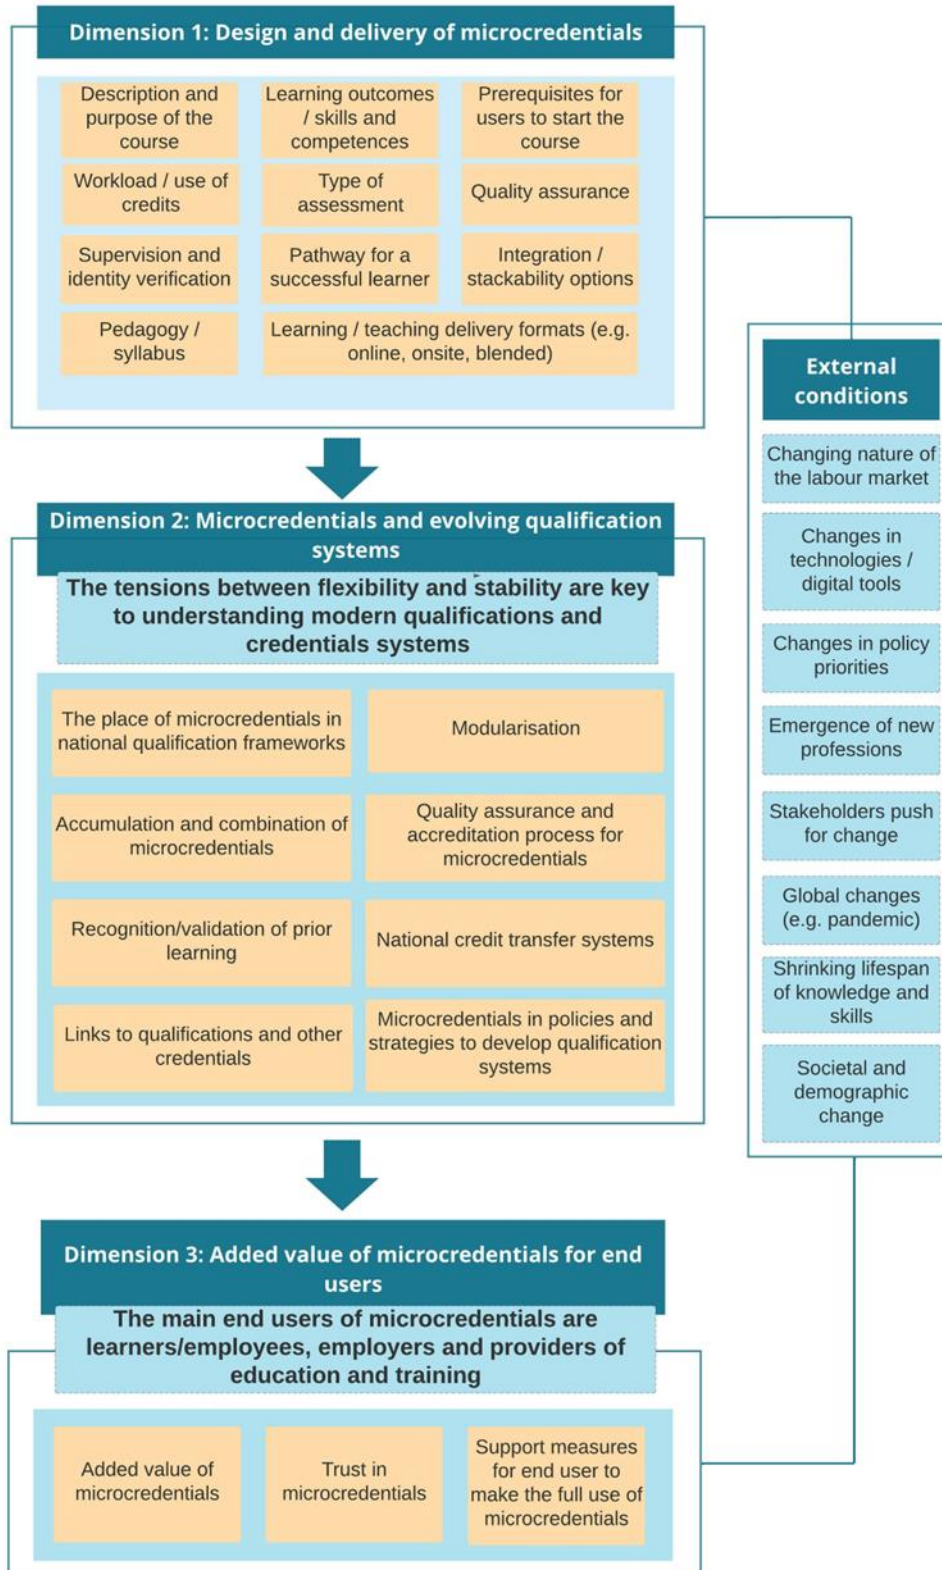 Dimension 1: Design and delivery of microcredentials
Description and
purpose of the
course
Learning outcomes
/ skills and
competences
Prerequisites for
users to start the
course
Workload / use of
credits
Type of
assessment
Quality assurance
Supervision and
identity verification
Pathway for a
successful learner
Integration /
stackability options
Pedagogy /
syllabus
Learning / teaching delivery formats (e.g.
online, onsite, blended)
Dimension 2: Microcredentials and evolving qualification
systems
The tensions between flexibility and stability are key
to understanding modern qualifications and
credentials systems
The place of microcredentials in
national qualification frameworks
Modularisation
Accumulation and combination of
microcredentials
Quality assurance and
accreditation process for
microcredentials
Recognition/validation of prior
learning
National credit transfer systems
Links to qualifications and other
credentials
Microcredentials in policies and
strategies to develop qualification
systems
Dimension 3: Added value of microcredentials for end
users
The main end users of microcredentials are
learners/employees, employers and providers of
education and training
Added value of
microcredentials
Trust in
microcredentials
Support measures
for end user to
make the full use of
microcredentials
External
conditions
Changing nature of
the labour market
Changes in
technologies /
digital tools
Changes in policy
priorities
Emergence of new
professions
Stakeholders push
for change
Global changes
(e.g. pandemic)
Shrinking lifespan
of knowledge and
skills
Societal and
demographic
change